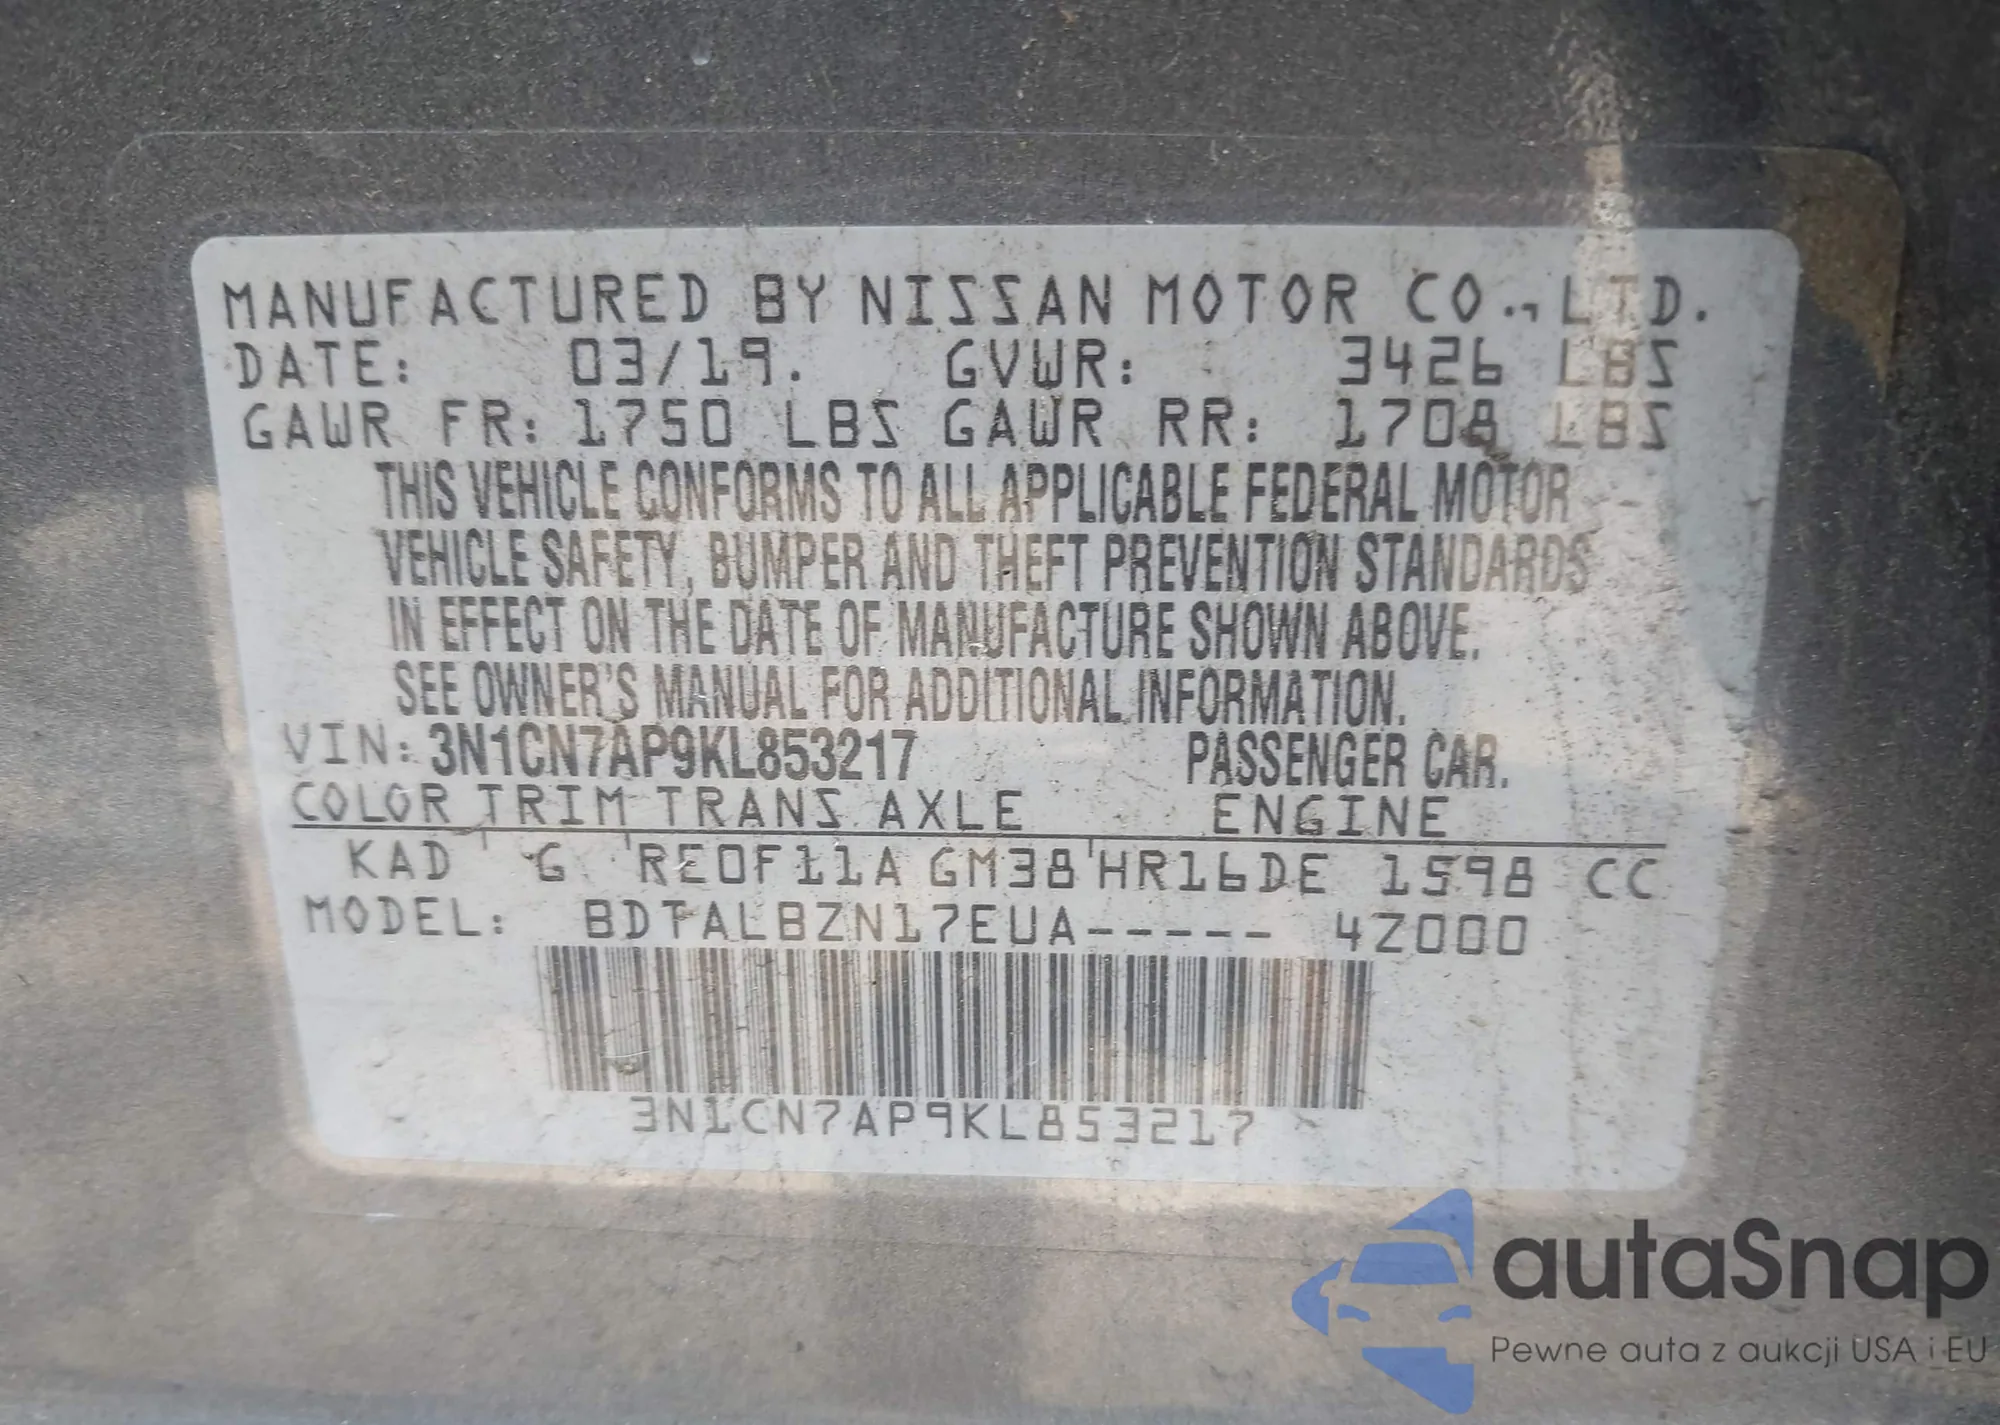 MANUFACTURED BY NISSAN MOTOR CO., LTD.
DATE: 03/19. GVWR: 3426 LBS
GAWR FR: 1750 LBS GAWR RR: 1708 LBS
THIS VEHICLE CONFORMS TO ALL APPLICABLE FEDERAL MOTOR
VEHICLE SAFETY, BUMPER AND THEFT PREVENTION STANDARDS
IN EFFECT ON THE DATE OF MANUFACTURE SHOWN ABOVE.
SEE OWNER'S MANUAL FOR ADDITIONAL INFORMATION.
VIN: 3N1CN7AP9KL853217 PASSENGER CAR.
COLOR TRIM TRANS AXLE ENGINE
KAD G RE0F11A GM38 HR16DE 1598 CC
MODEL: BDTALBZN17EUA----- 4Z000
3N1CN7AP9KL853217
autaSnap
Pewne auta z aukcji USA i EU